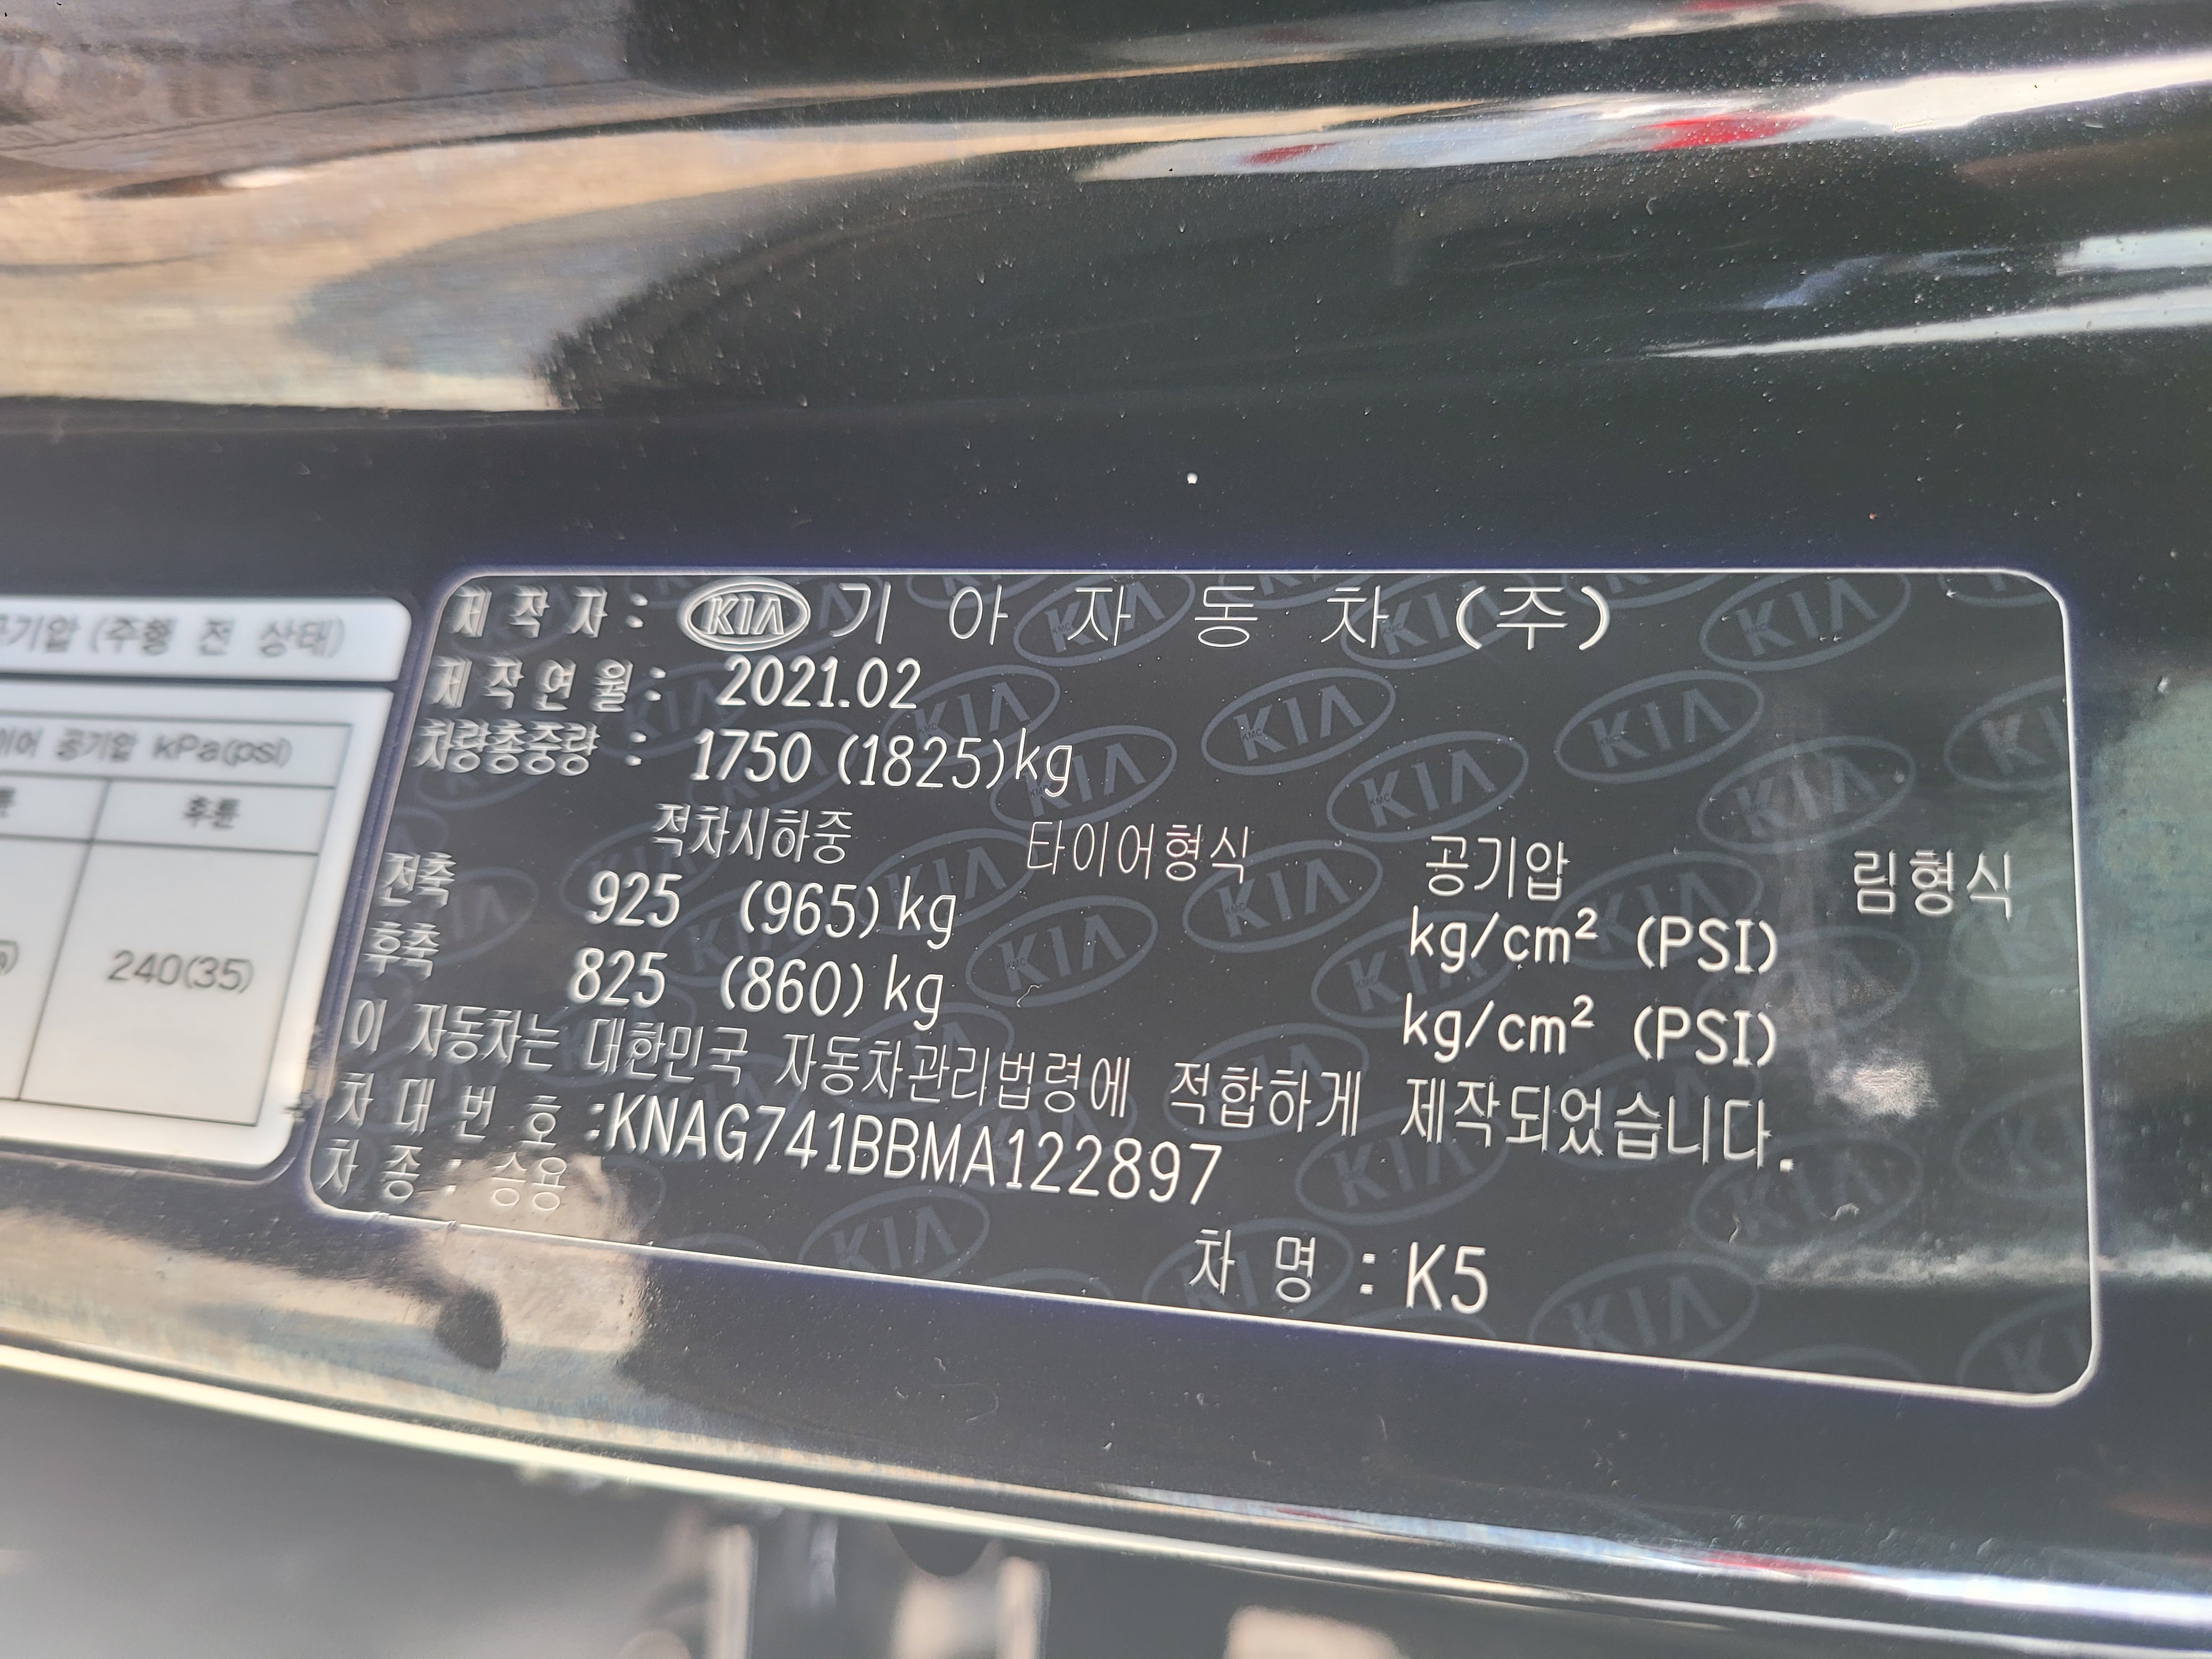 공기압 (주행 전 상태)
이어 공기압 kPa(psi)
후륜
240(35)
제 작 자 : KIA 기 아 자 동 차 (주)
제 작 연 월 : 2021.02
차량총중량 : 1750 (1825)kg
적차시하중 타이어형식 공기압 림형식
전축 925 (965) kg kg/cm² (PSI)
후축 825 (860) kg kg/cm² (PSI)
이 자동차는 대한민국 자동차관리법령에 적합하게 제작되었습니다.
차 대 번 호 :KNAG741BBMA122897
차 종 : 승용
차 명 : K5